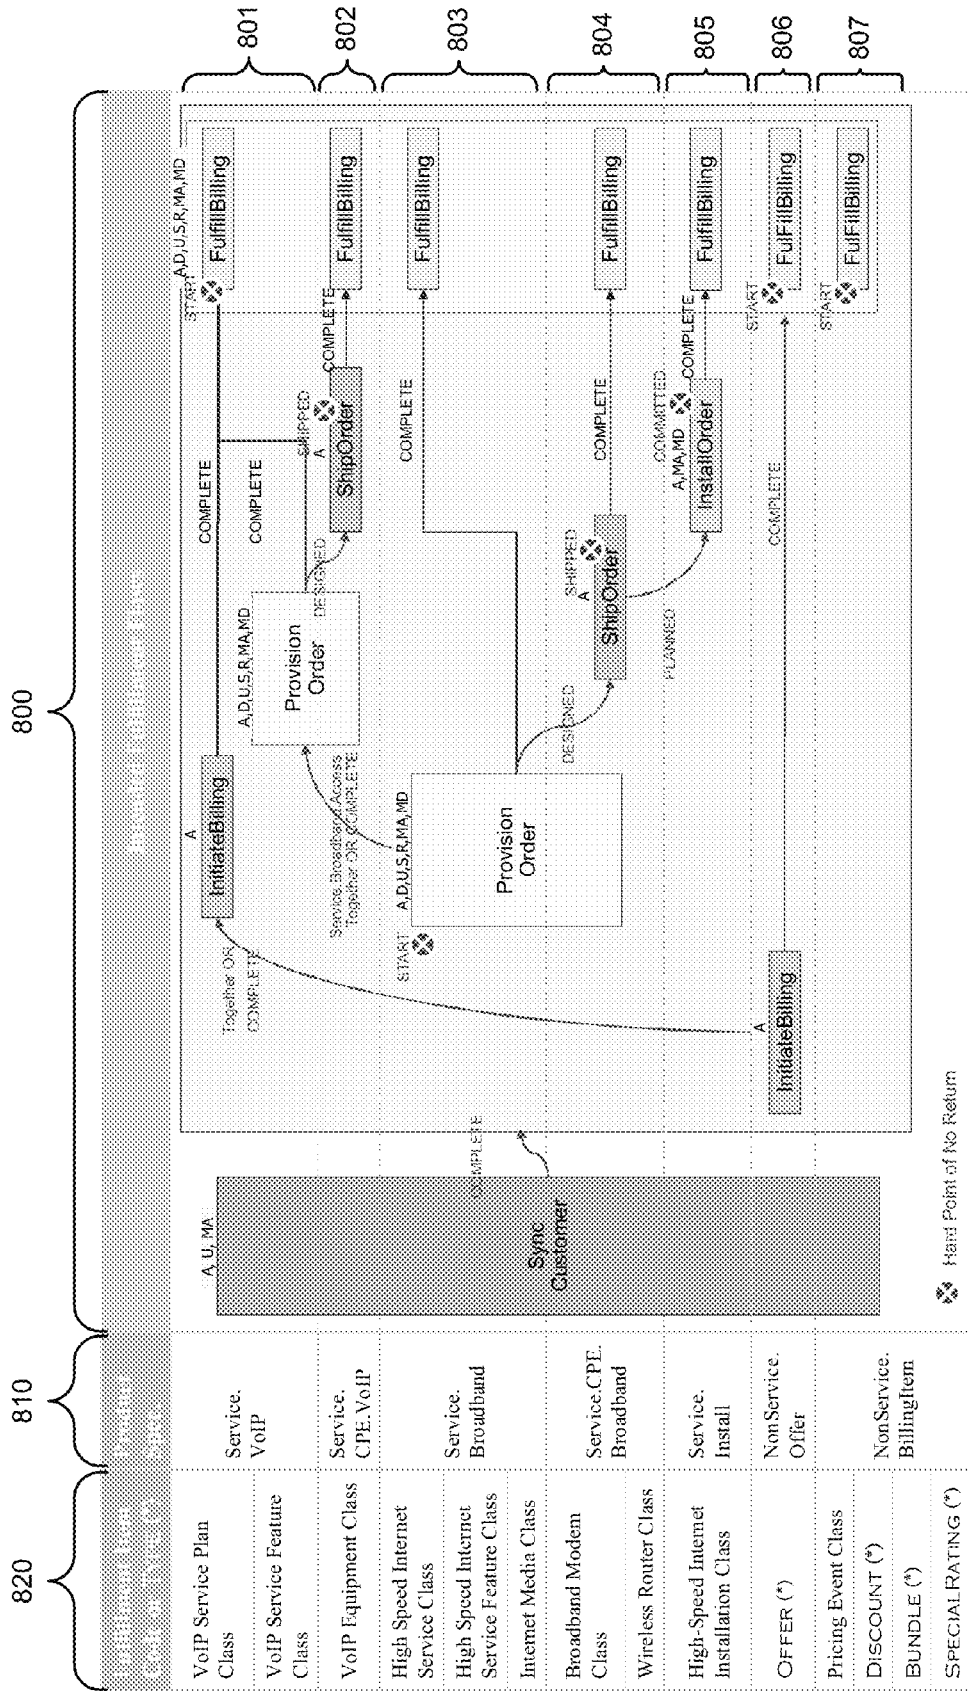 820
810
800
VoIP Service Plan
Class
VoIP Service Feature
Class
VoIP Equipment Class
High Speed Internet
Service Class
High Speed Internet
Service Feature Class
Internet Media Class
Broadband Modem
Class
Wireless Router Class
High-Speed Internet
Installation Class
OFFER (*)
Pricing Event Class
DISCOUNT (*)
BUNDLE (*)
SPECIALRATING (*)
Service.
VoIP
Service.
CPE.VoIP
Service.
Broadband
Service.CPE.
Broadband
Service.
Install
NonService.
Offer
NonService.
BillingItem
A, U, MA
Sync
Customer
COMPLETE
A
InitiateBilling
Together OR
COMPLETE
COMPLETE
COMPLETE
START
A,D,U,S,R,MA,MD
FulfillBilling
801
A,D,U,S,R,MA,MD
Provision
Order
Service.Broadband.Access
Together OR COMPLETE
DESIGNED
A
SHIPPED
ShipOrder
COMPLETE
FulfillBilling
802
START
A,D,U,S,R,MA,MD
Provision
Order
COMPLETE
FulfillBilling
803
DESIGNED
A
SHIPPED
ShipOrder
COMPLETE
FulfillBilling
804
PLANNED
A,MA,MD
COMMITTED
InstallOrder
COMPLETE
FulfillBilling
805
A
InitiateBilling
COMPLETE
START
FulFillBilling
806
START
FulFillBilling
807
Hard Point of No Return